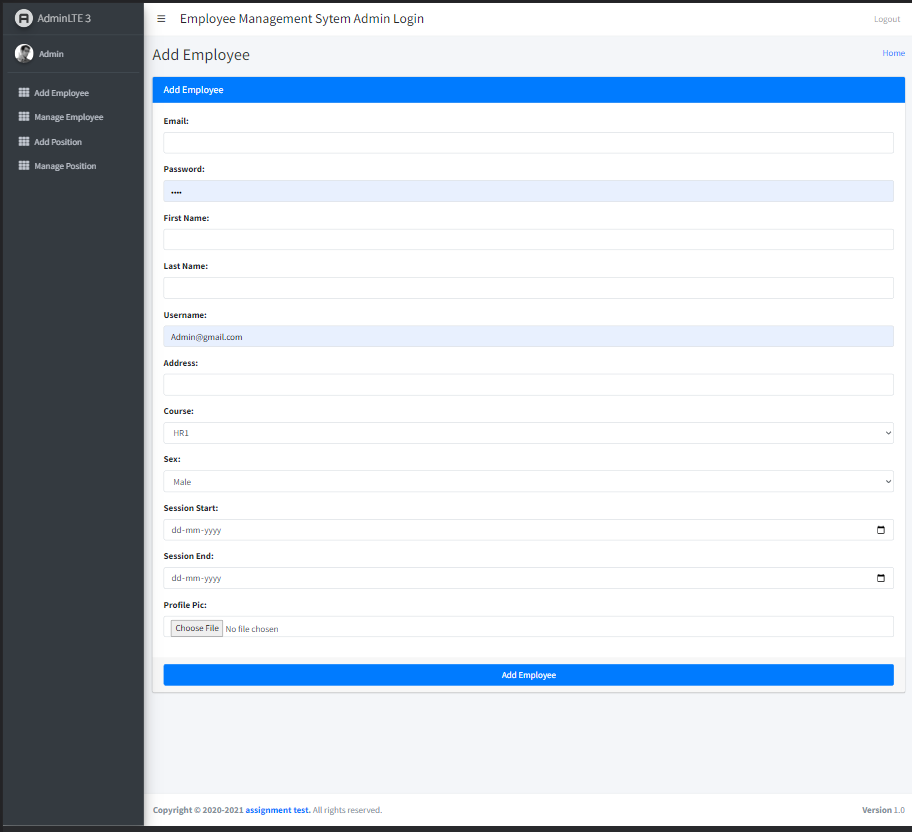 AdminLTE 3
Employee Management Sytem Admin Login
Logout
Admin
Add Employee
Manage Employee
Add Position
Manage Position
Add Employee
Home
Add Employee
Email:
Password:
••••
First Name:
Last Name:
Username:
Admin@gmail.com
Address:
Course:
HR1
Sex:
Male
Session Start:
dd-mm-yyyy
Session End:
dd-mm-yyyy
Profile Pic:
Choose File No file chosen
Add Employee
Copyright © 2020-2021 assignment test. All rights reserved.
Version 1.0